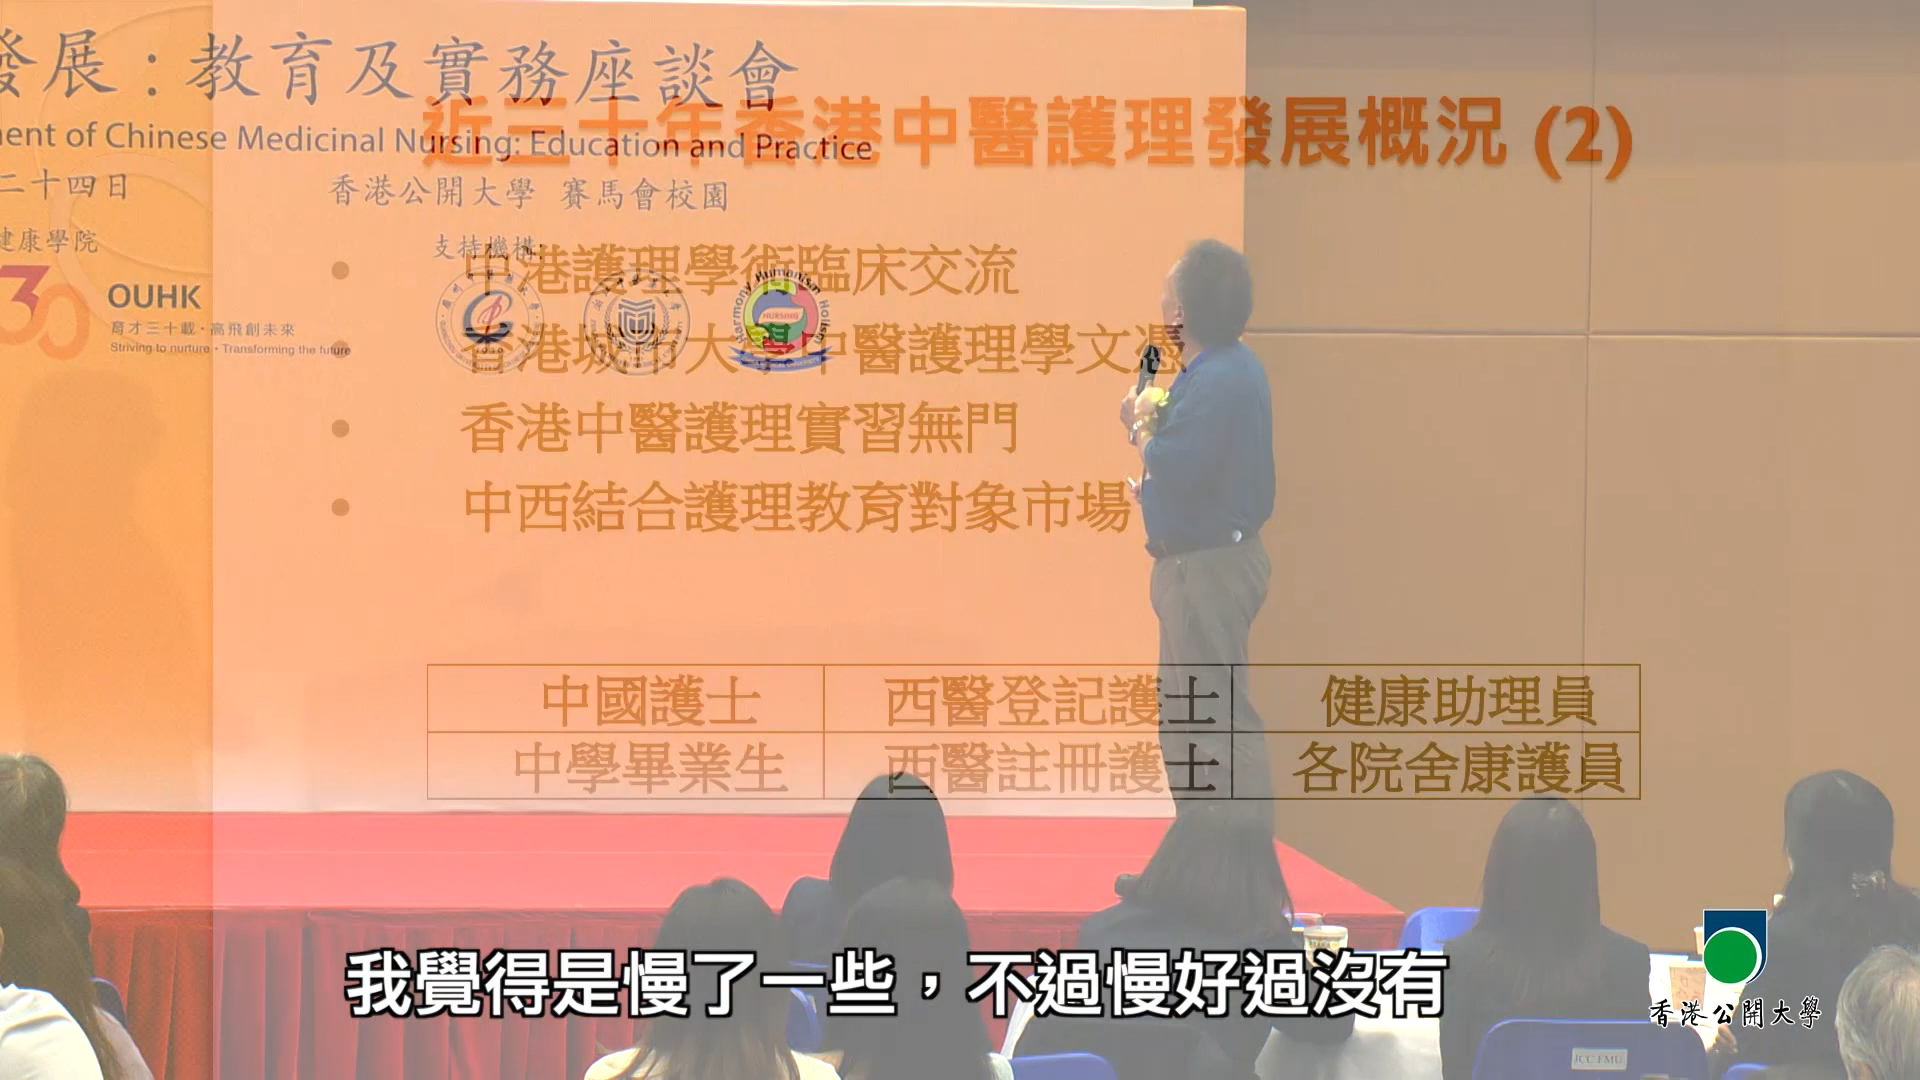 發展：教育及實務座談會
ent of Chinese Medicinal Nursing: Education and Practice
二十四日
香港公開大學 賽馬會校園
健康學院
支持機構:
30
OUHK
育才三十載・高飛創未來
Striving to nurture • Transforming the future
Harmony Humanism Holism
NURSING
近三十年香港中醫護理發展概況 (2)
• 中港護理學術臨床交流
• 香港城市大學中醫護理學文憑
• 香港中醫護理實習無門
• 中西結合護理教育對象市場
中國護士 西醫登記護士 健康助理員
中學畢業生 西醫註冊護士 各院舍康護員
我覺得是慢了一些，不過慢好過沒有
香港公開大學
JCC FMU